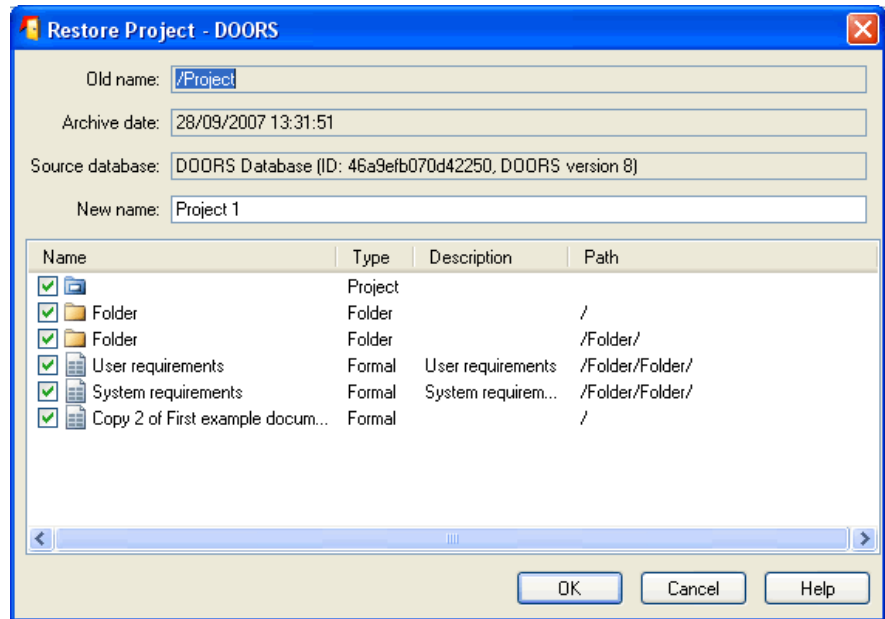 Restore Project - DOORS
Old name: /Project
Archive date: 28/09/2007 13:31:51
Source database: DOORS Database (ID: 46a9efb070d42250, DOORS version 8)
New name: Project 1
Name Type Description Path
Project
Folder Folder /
Folder Folder /Folder/
User requirements Formal User requirements /Folder/Folder/
System requirements Formal System requirem... /Folder/Folder/
Copy 2 of First example docum... Formal /
OK Cancel Help